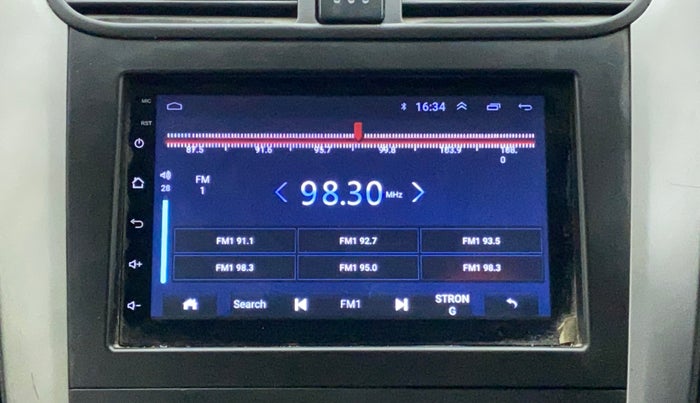 MIC
16:34
RST
87.5 91.6 95.7 99.8 103.9 108.
0
28
FM
1
98.30 MHz
FM1 91.1 FM1 92.7 FM1 93.5
FM1 98.3 FM1 95.0 FM1 98.3
Search FM1 STRON
G